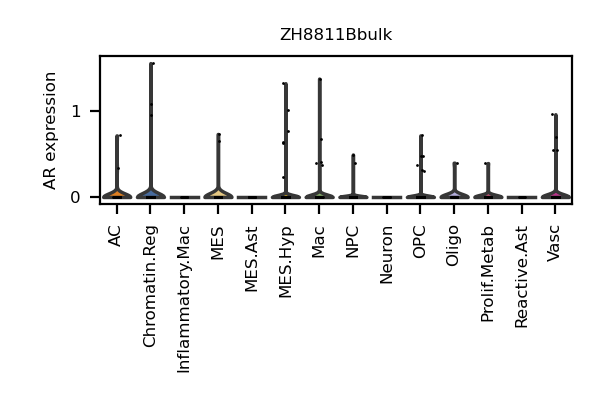 ZH8811Bbulk
AR expression
1
0
AC
Chromatin.Reg
Inflammatory.Mac
MES
MES.Ast
MES.Hyp
Mac
NPC
Neuron
OPC
Oligo
Prolif.Metab
Reactive.Ast
Vasc